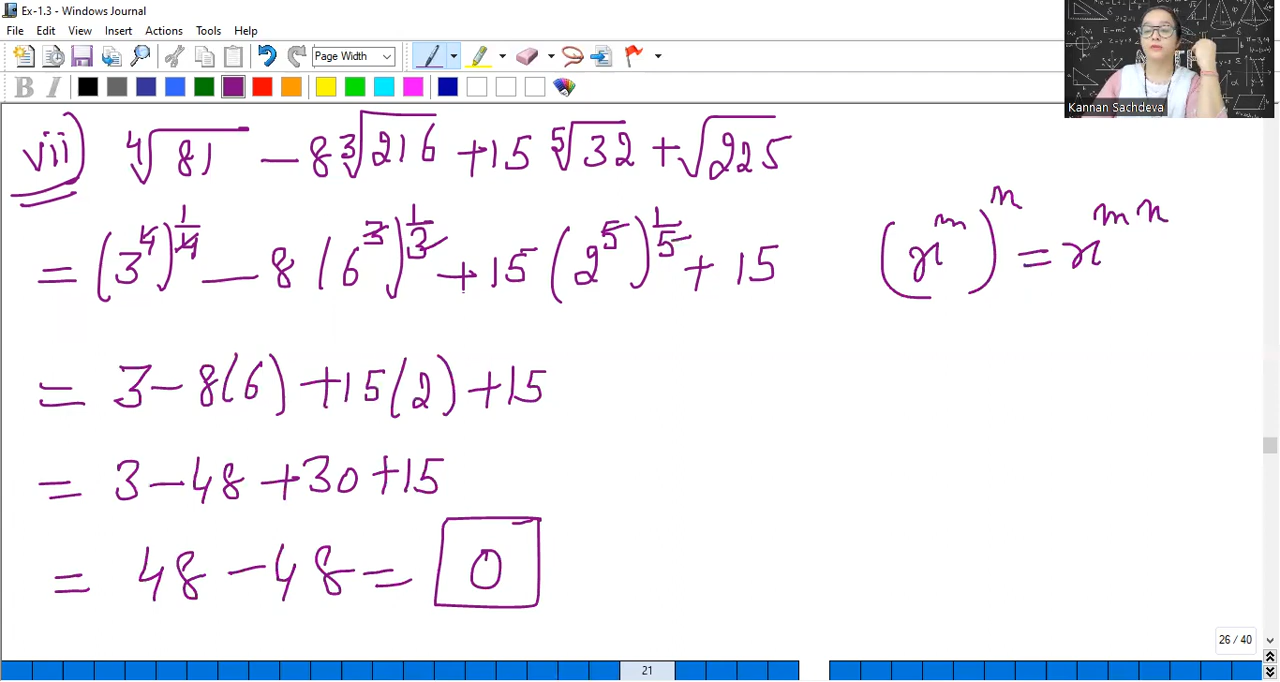 Ex-1.3 - Windows Journal
File Edit View Insert Actions Tools Help
Page Width
B I
Kannan Sachdeva
vii) ∜81 - 8∛216 + 15 ⁵√32 + √225
= (3⁴)^(1/4) - 8 (6³)^(1/3) + 15 (2⁵)^(1/5) + 15
(x^m)^n = x^(mn)
= 3 - 8(6) + 15(2) + 15
= 3 - 48 + 30 + 15
= 48 - 48 = 0
26 / 40
21